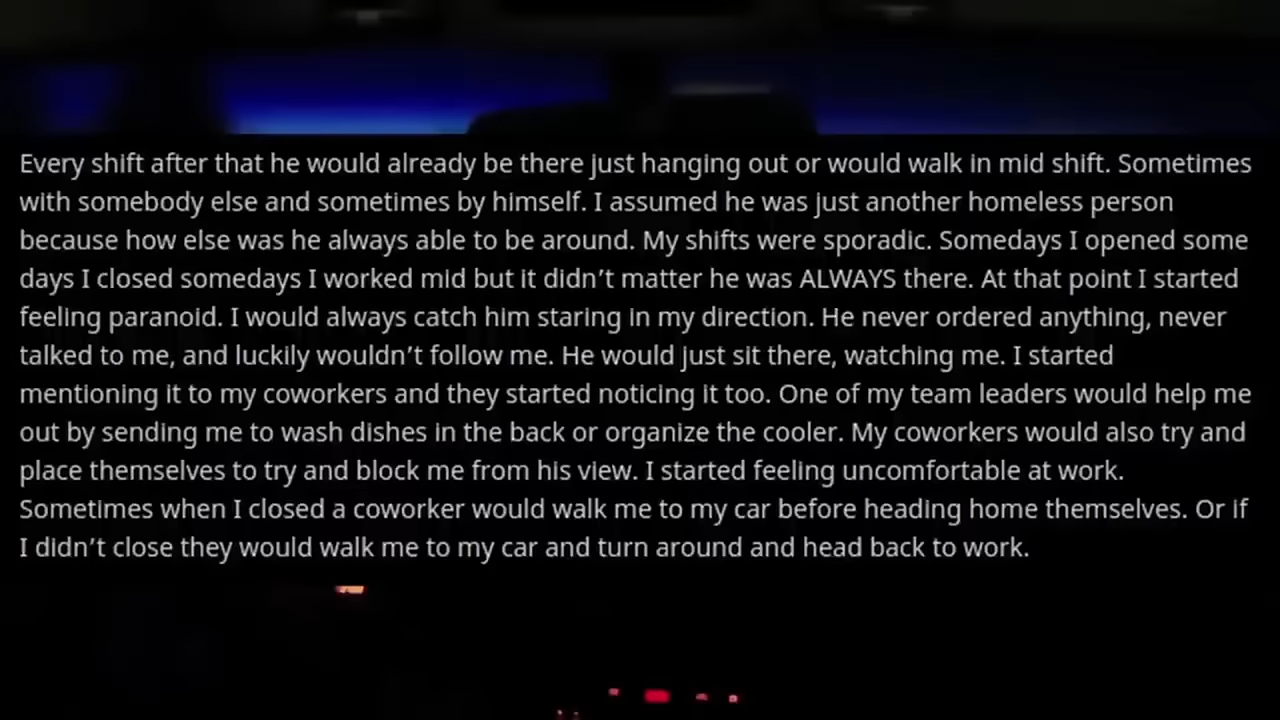 Every shift after that he would already be there just hanging out or would walk in mid shift. Sometimes
with somebody else and sometimes by himself. I assumed he was just another homeless person
because how else was he always able to be around. My shifts were sporadic. Somedays I opened some
days I closed somedays I worked mid but it didn’t matter he was ALWAYS there. At that point I started
feeling paranoid. I would always catch him staring in my direction. He never ordered anything, never
talked to me, and luckily wouldn’t follow me. He would just sit there, watching me. I started
mentioning it to my coworkers and they started noticing it too. One of my team leaders would help me
out by sending me to wash dishes in the back or organize the cooler. My coworkers would also try and
place themselves to try and block me from his view. I started feeling uncomfortable at work.
Sometimes when I closed a coworker would walk me to my car before heading home themselves. Or if
I didn’t close they would walk me to my car and turn around and head back to work.